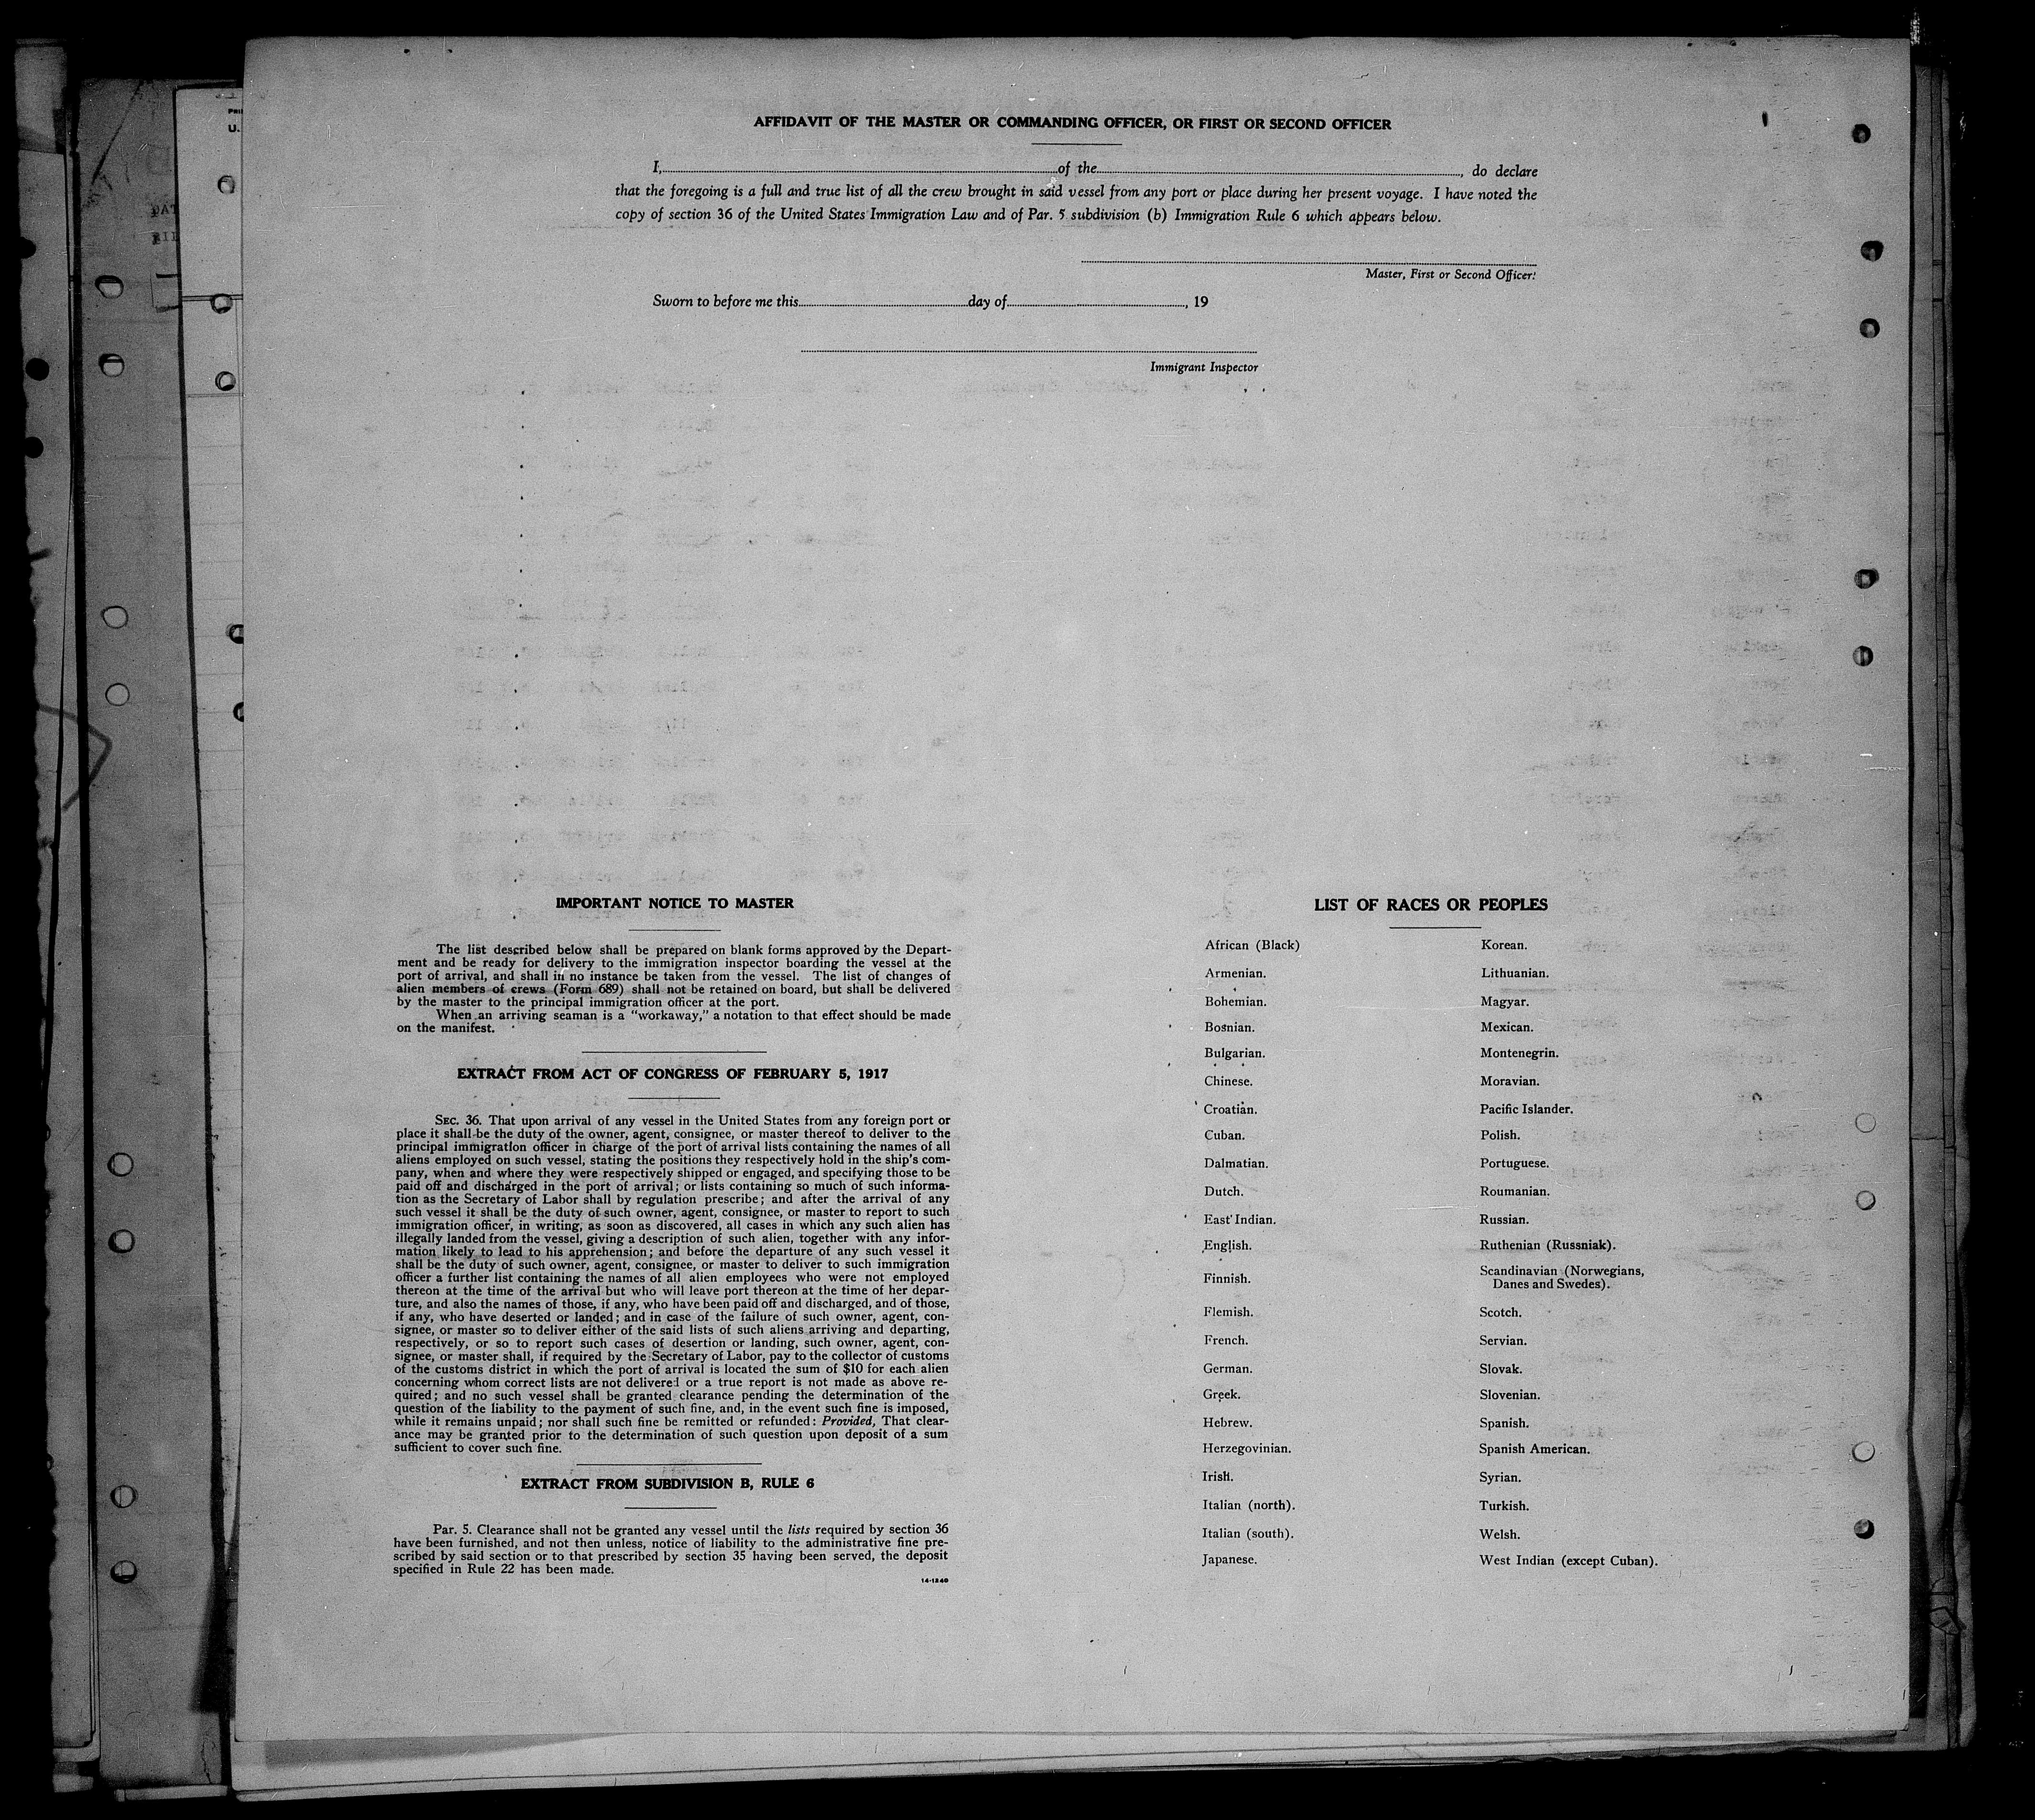 AFFIDAVIT OF THE MASTER OR COMMANDING OFFICER, OR FIRST OR SECOND OFFICER
I, of the , do declare
that the foregoing is a full and true list of all the crew brought in said vessel from any port or place during her present voyage. I have noted the
copy of section 36 of the United States Immigration Law and of Par. 5 subdivision (b) Immigration Rule 6 which appears below.
Master, First or Second Officer.
Sworn to before me this day of , 19
Immigrant Inspector
IMPORTANT NOTICE TO MASTER
The list described below shall be prepared on blank forms approved by the Depart-
ment and be ready for delivery to the immigration inspector boarding the vessel at the
port of arrival, and shall in no instance be taken from the vessel. The list of changes of
alien members of crews (Form 689) shall not be retained on board, but shall be delivered
by the master to the principal immigration officer at the port.
When an arriving seaman is a "workaway," a notation to that effect should be made
on the manifest.
EXTRACT FROM ACT OF CONGRESS OF FEBRUARY 5, 1917
SEC. 36. That upon arrival of any vessel in the United States from any foreign port or
place it shall be the duty of the owner, agent, consignee, or master thereof to deliver to the
principal immigration officer in charge of the port of arrival lists containing the names of all
aliens employed on such vessel, stating the positions they respectively hold in the ship's com-
pany, when and where they were respectively shipped or engaged, and specifying those to be
paid off and discharged in the port of arrival; or lists containing so much of such informa-
tion as the Secretary of Labor shall by regulation prescribe; and after the arrival of any
such vessel it shall be the duty of such owner, agent, consignee, or master to report to such
immigration officer, in writing, as soon as discovered, all cases in which any such alien has
illegally landed from the vessel, giving a description of such alien, together with any infor-
mation likely to lead to his apprehension; and before the departure of any such vessel it
shall be the duty of such owner, agent, consignee, or master to deliver to such immigration
officer a further list containing the names of all alien employees who were not employed
thereon at the time of the arrival but who will leave port thereon at the time of her depar-
ture, and also the names of those, if any, who have been paid off and discharged, and of those,
if any, who have deserted or landed; and in case of the failure of such owner, agent, con-
signee, or master so to deliver either of the said lists of such aliens arriving and departing,
respectively, or so to report such cases of desertion or landing, such owner, agent, con-
signee, or master shall, if required by the Secretary of Labor, pay to the collector of customs
of the customs district in which the port of arrival is located the sum of $10 for each alien
concerning whom correct lists are not delivered or a true report is not made as above re-
quired; and no such vessel shall be granted clearance pending the determination of the
question of the liability to the payment of such fine, and, in the event such fine is imposed,
while it remains unpaid; nor shall such fine be remitted or refunded: Provided, That clear-
ance may be granted prior to the determination of such question upon deposit of a sum
sufficient to cover such fine.
EXTRACT FROM SUBDIVISION B, RULE 6
Par. 5. Clearance shall not be granted any vessel until the lists required by section 36
have been furnished, and not then unless, notice of liability to the administrative fine pre-
scribed by said section or to that prescribed by section 35 having been served, the deposit
specified in Rule 22 has been made.
14-1240
LIST OF RACES OR PEOPLES
African (Black)
Armenian.
Bohemian.
Bosnian.
Bulgarian.
Chinese.
Croatian.
Cuban.
Dalmatian.
Dutch.
East Indian.
English.
Finnish.
Flemish.
French.
German.
Greek.
Hebrew.
Herzegovinian.
Irish.
Italian (north).
Italian (south).
Japanese.
Korean.
Lithuanian.
Magyar.
Mexican.
Montenegrin.
Moravian.
Pacific Islander.
Polish.
Portuguese.
Roumanian.
Russian.
Ruthenian (Russniak).
Scandinavian (Norwegians,
Danes and Swedes).
Scotch.
Servian.
Slovak.
Slovenian.
Spanish.
Spanish American.
Syrian.
Turkish.
Welsh.
West Indian (except Cuban).